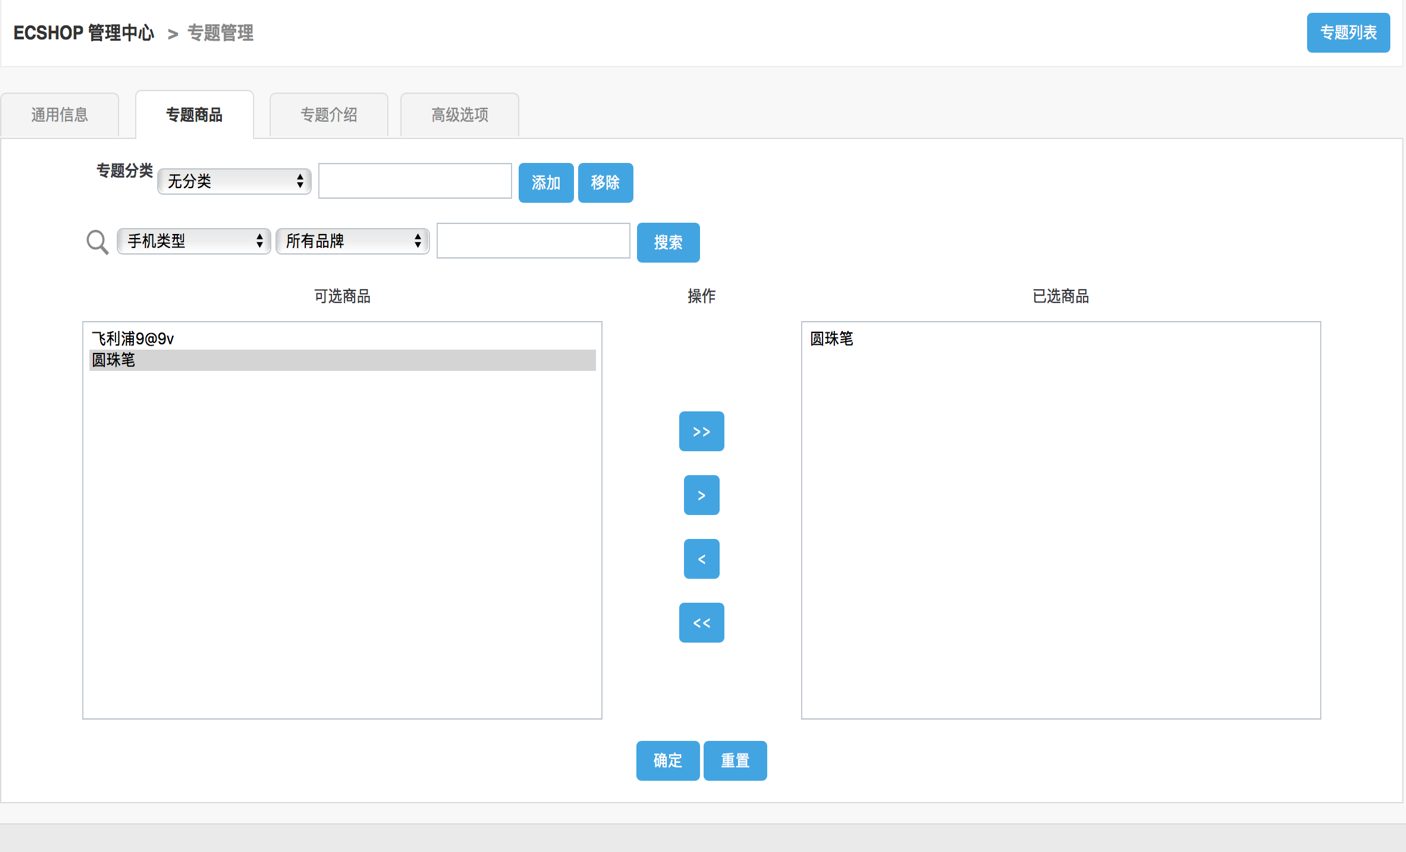 ECSHOP 管理中心 > 专题管理
专题列表
通用信息 专题商品 专题介绍 高级选项
专题分类 无分类 添加 移除
手机类型 所有品牌 搜索
可选商品 操作 已选商品
飞利浦9@9v 圆珠笔
圆珠笔
>>
>
<
<<
确定 重置